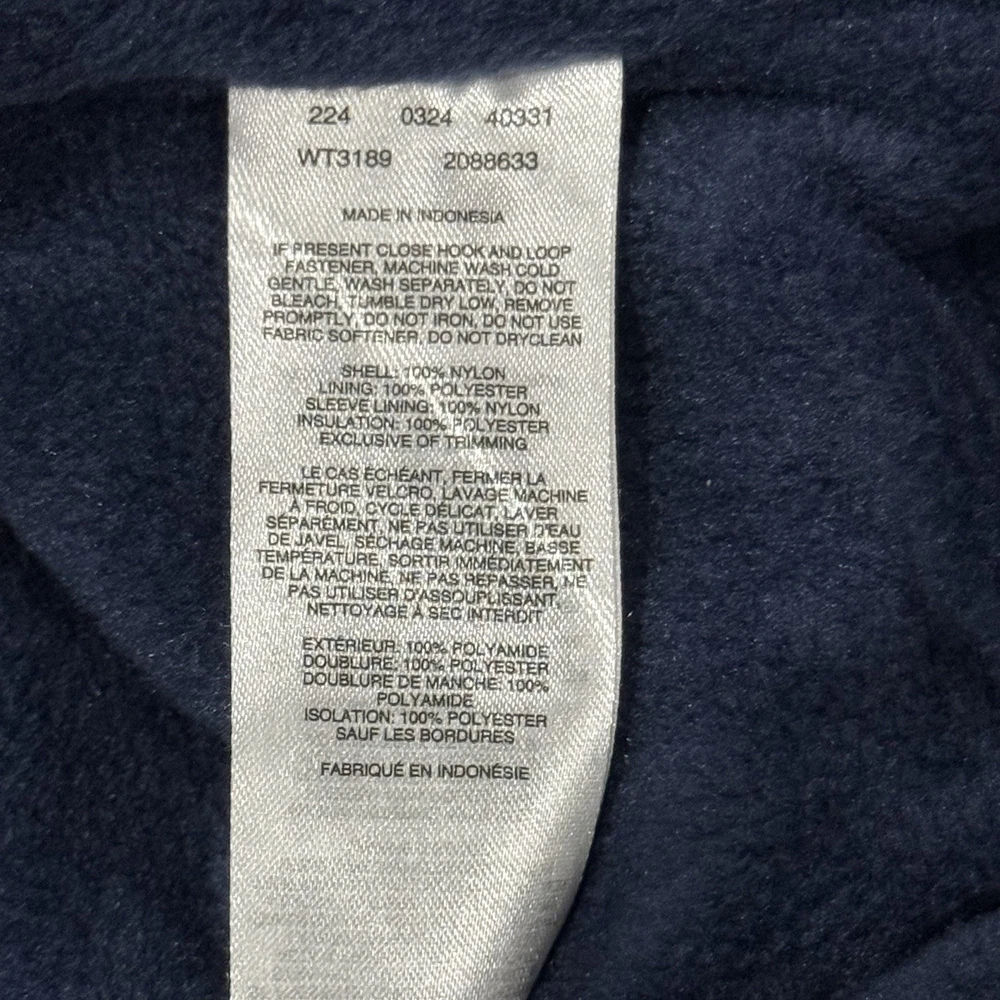 224 0324 40931
WT3189 2088633
MADE IN INDONESIA
IF PRESENT CLOSE HOOK AND LOOP
FASTENER, MACHINE WASH COLD
GENTLE, WASH SEPARATELY, DO NOT
BLEACH, TUMBLE DRY LOW, REMOVE
PROMPTLY, DO NOT IRON, DO NOT USE
FABRIC SOFTENER, DO NOT DRYCLEAN
SHELL: 100% NYLON
LINING: 100% POLYESTER
SLEEVE LINING: 100% NYLON
INSULATION: 100% POLYESTER
EXCLUSIVE OF TRIMMING
LE CAS ÉCHÉANT, FERMER LA
FERMETURE VELCRO, LAVAGE MACHINE
À FROID, CYCLE DÉLICAT, LAVER
SÉPARÉMENT, NE PAS UTILISER D'EAU
DE JAVEL, SÉCHAGE MACHINE, BASSE
TEMPÉRATURE, SORTIR IMMÉDIATEMENT
DE LA MACHINE, NE PAS REPASSER, NE
PAS UTILISER D'ASSOUPLISSANT,
NETTOYAGE À SEC INTERDIT
EXTÉRIEUR: 100% POLYAMIDE
DOUBLURE: 100% POLYESTER
DOUBLURE DE MANCHE: 100%
POLYAMIDE
ISOLATION: 100% POLYESTER
SAUF LES BORDURES
FABRIQUÉ EN INDONÉSIE